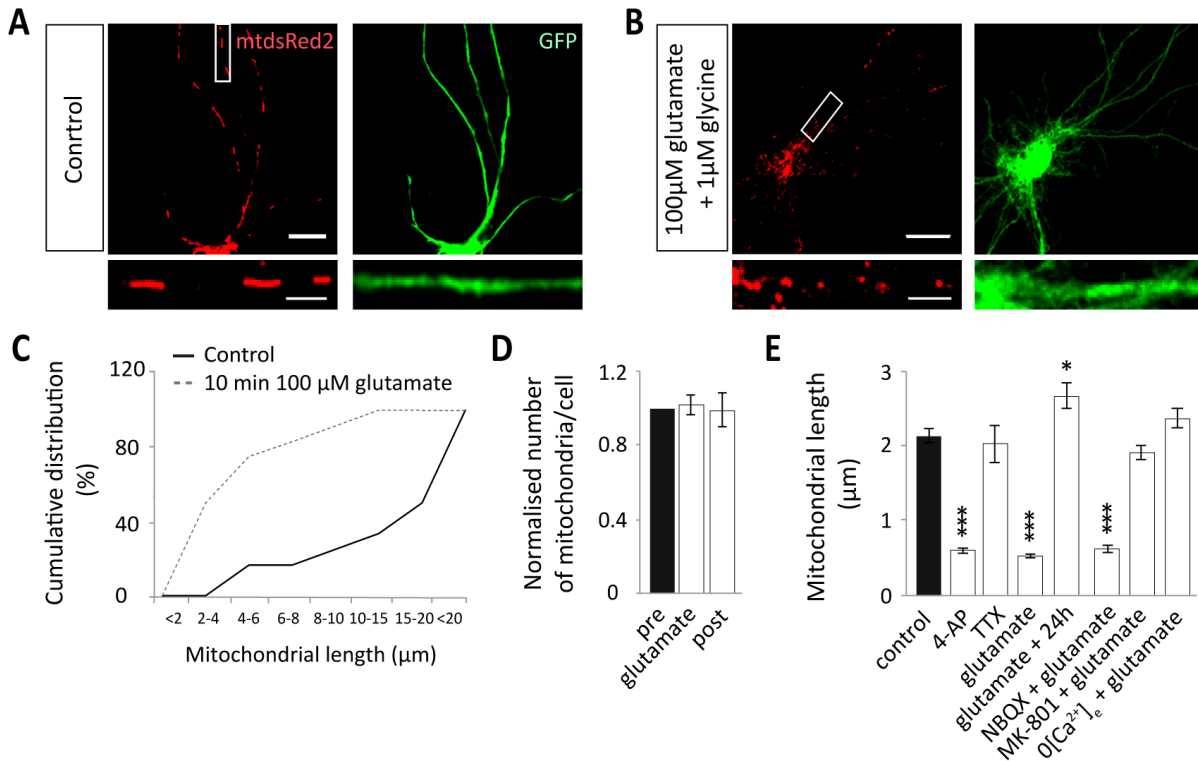 A
Conrtrol
mtdsRed2
GFP
B
100µM glutamate
+ 1µM glycine
C
Control
10 min 100 µM glutamate
Cumulative distribution
(%)
120
80
40
0
<2 2-4 4-6 6-8 8-10 10-15 15-20 <20
Mitochondrial length (µm)
D
Normalised number
of mitochondria/cell
1.2
0.8
0.4
0
pre
glutamate
post
E
Mitochondrial length
(µm)
3
2
1
0
***
***
*
***
control
4-AP
TTX
glutamate
glutamate + 24h
NBQX + glutamate
MK-801 + glutamate
0[Ca²⁺]ₑ + glutamate